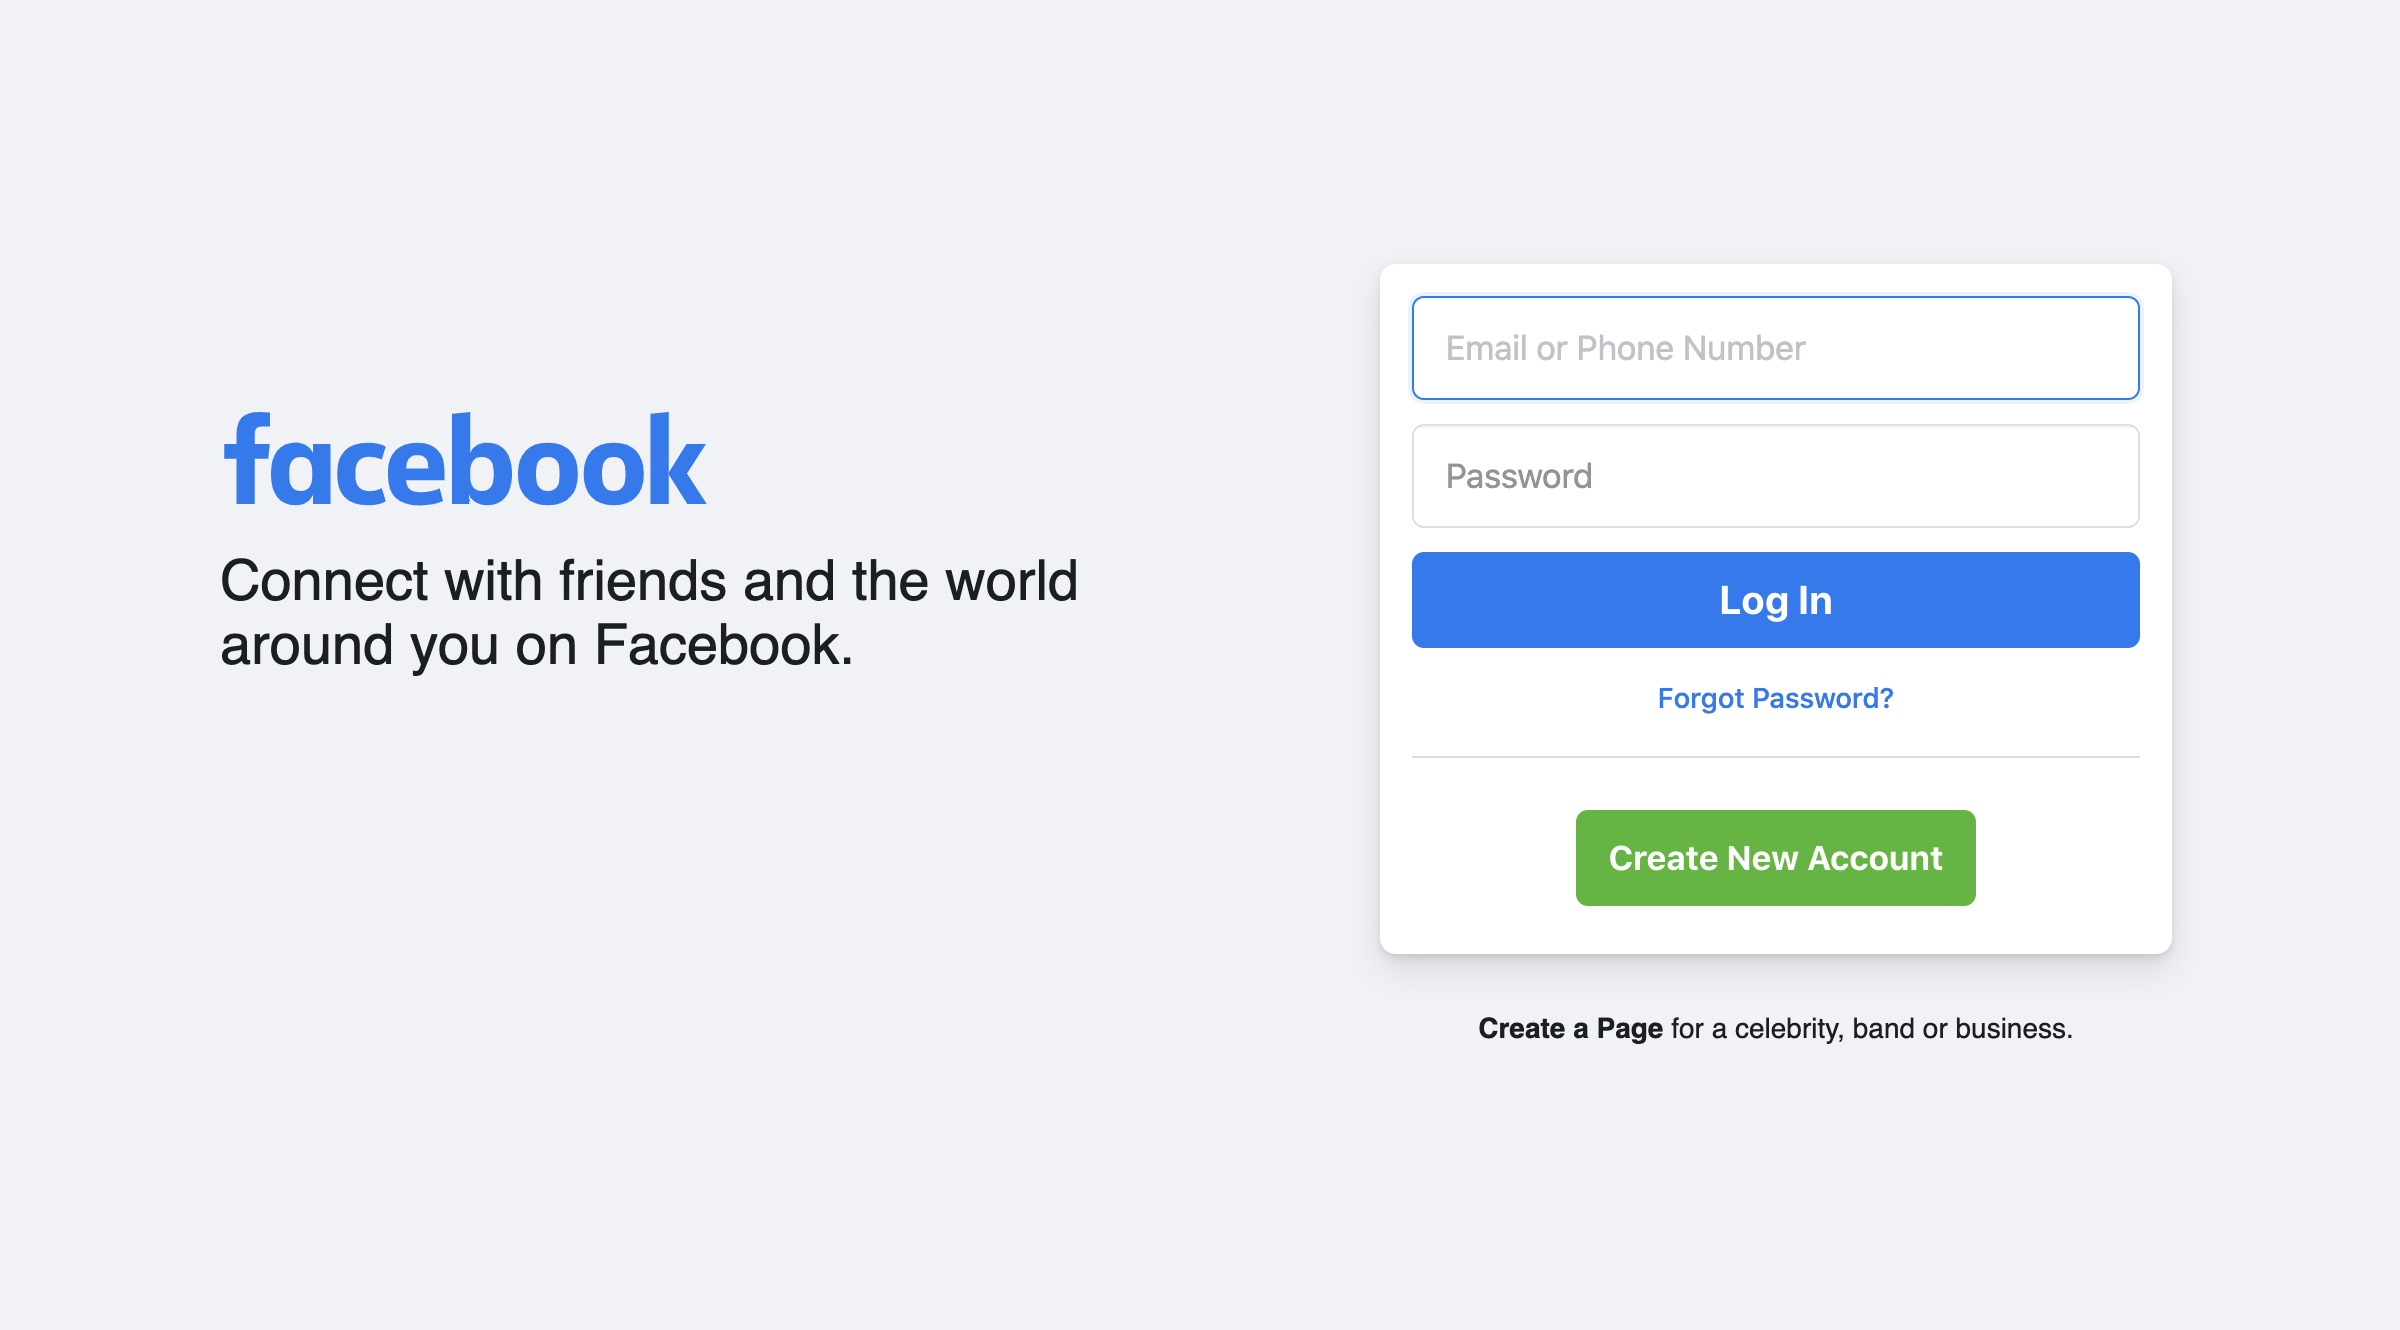 facebook
Connect with friends and the world
around you on Facebook.
Email or Phone Number
Password
Log In
Forgot Password?
Create New Account
Create a Page for a celebrity, band or business.